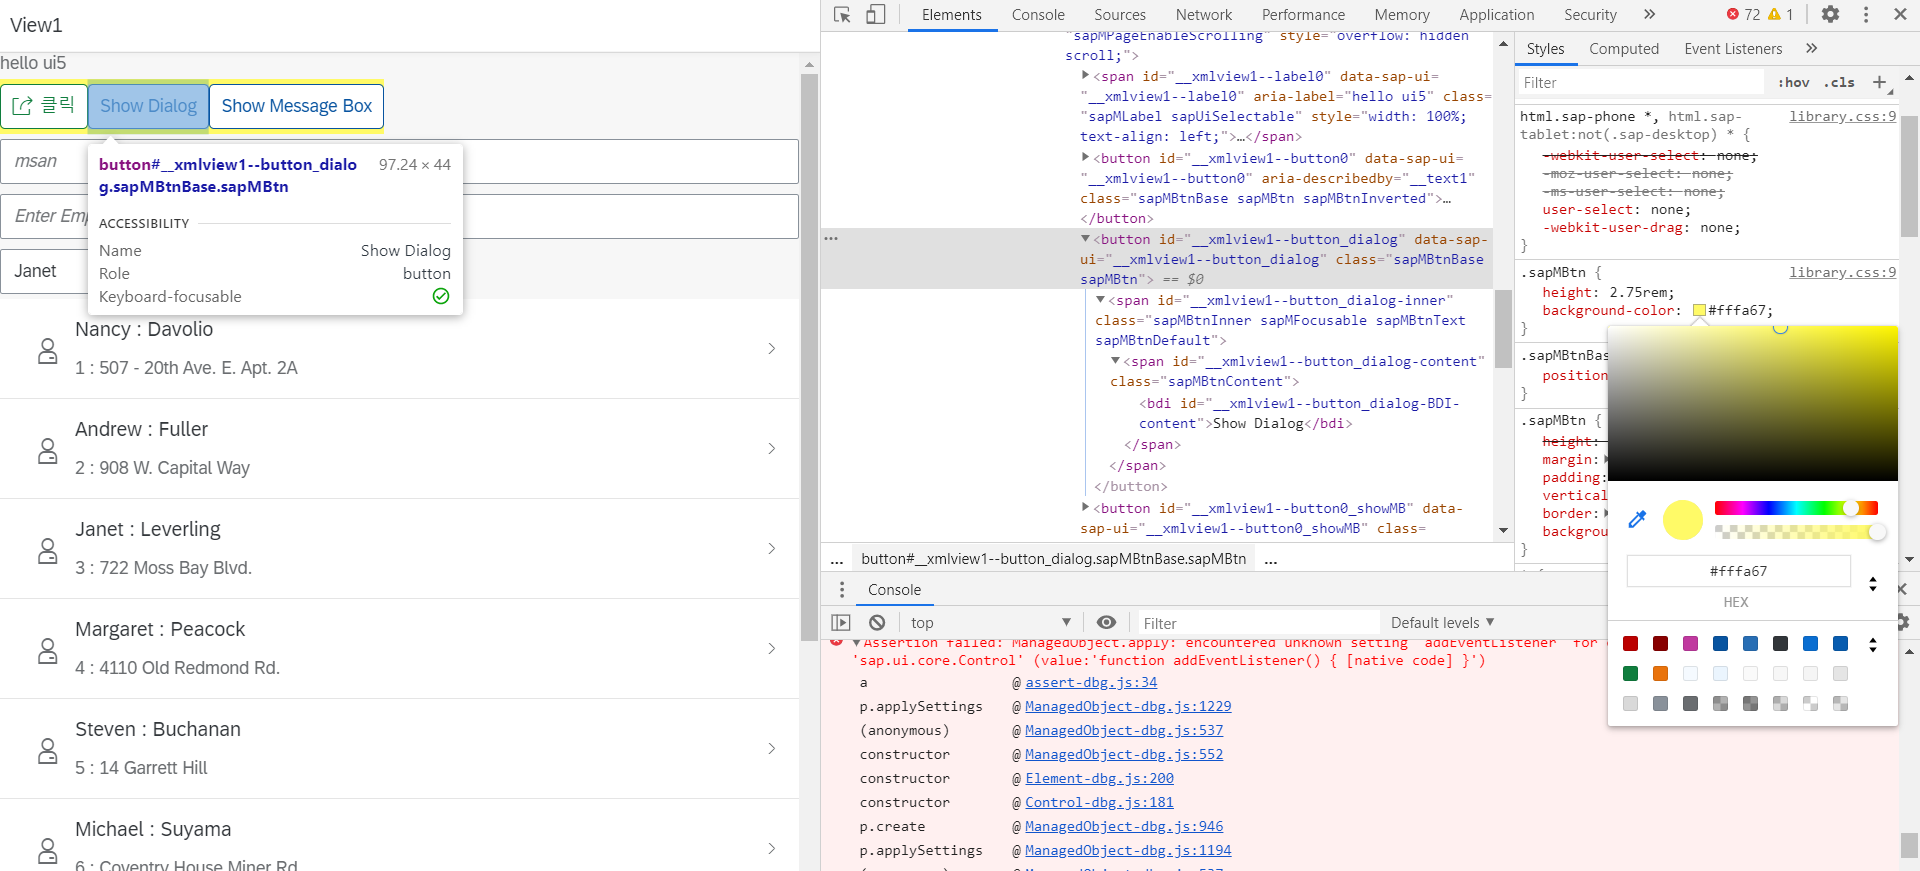 View1
hello ui5
클릭 Show Dialog Show Message Box
msan
Enter Emp
Janet
button#__xmlview1--button_dialo 97.24 × 44
g.sapMBtnBase.sapMBtn
ACCESSIBILITY
Name Show Dialog
Role button
Keyboard-focusable
Nancy : Davolio
1 : 507 - 20th Ave. E. Apt. 2A
Andrew : Fuller
2 : 908 W. Capital Way
Janet : Leverling
3 : 722 Moss Bay Blvd.
Margaret : Peacock
4 : 4110 Old Redmond Rd.
Steven : Buchanan
5 : 14 Garrett Hill
Michael : Suyama
6 : Coventry House Miner Rd.
Elements Console Sources Network Performance Memory Application Security » 72 1
"sapMPageEnableScrolling" style="overflow: hidden
scroll;">
<span id="__xmlview1--label0" data-sap-ui=
"__xmlview1--label0" aria-label="hello ui5" class=
"sapMLabel sapUiSelectable" style="width: 100%;
text-align: left;">…</span>
<button id="__xmlview1--button0" data-sap-ui=
"__xmlview1--button0" aria-describedby="__text1"
class="sapMBtnBase sapMBtn sapMBtnInverted">…
</button>
<button id="__xmlview1--button_dialog" data-sap-
ui="__xmlview1--button_dialog" class="sapMBtnBase
sapMBtn"> == $0
<span id="__xmlview1--button_dialog-inner"
class="sapMBtnInner sapMFocusable sapMBtnText
sapMBtnDefault">
<span id="__xmlview1--button_dialog-content"
class="sapMBtnContent">
<bdi id="__xmlview1--button_dialog-BDI-
content">Show Dialog</bdi>
</span>
</span>
</button>
<button id="__xmlview1--button0_showMB" data-
sap-ui="__xmlview1--button0_showMB" class=
... button#__xmlview1--button_dialog.sapMBtnBase.sapMBtn ...
Styles Computed Event Listeners »
Filter :hov .cls +
html.sap-phone *, html.sap- library.css:9
tablet:not(.sap-desktop) * {
-webkit-user-select: none;
-moz-user-select: none;
-ms-user-select: none;
user-select: none;
-webkit-user-drag: none;
}
.sapMBtn { library.css:9
height: 2.75rem;
background-color: #fffa67;
}
.sapMBtnBas
position
}
.sapMBtn {
height:
margin:
padding:
vertical
border:
backgrou
}
#fffa67
HEX
Console
top Filter Default levels
Assertion failed: ManagedObject.apply: encountered unknown setting 'addEventListener' for
'sap.ui.core.Control' (value:'function addEventListener() { [native code] }')
a @ assert-dbg.js:34
p.applySettings @ ManagedObject-dbg.js:1229
(anonymous) @ ManagedObject-dbg.js:537
constructor @ ManagedObject-dbg.js:552
constructor @ Element-dbg.js:200
constructor @ Control-dbg.js:181
p.create @ ManagedObject-dbg.js:946
p.applySettings @ ManagedObject-dbg.js:1194